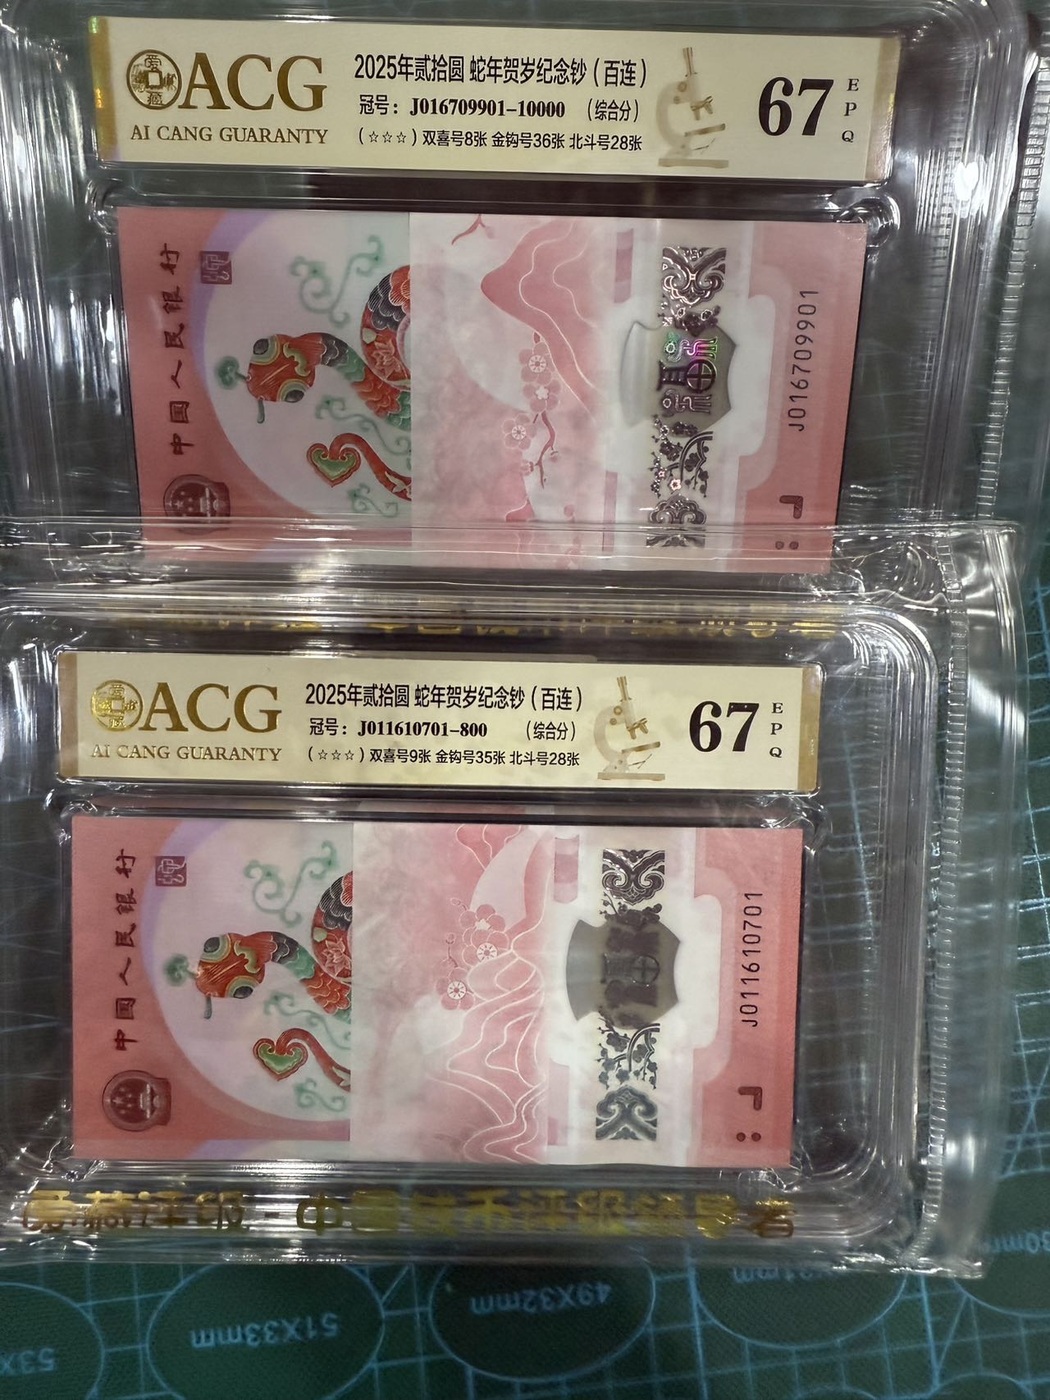 ACG
AI CANG GUARANTY
2025年贰拾圆 蛇年贺岁纪念钞(百连)
冠号: J016709901-10000 (综合分)
(☆☆☆) 双喜号8张 金钩号36张 北斗号28张
67
EPQ
中国人民银行
J016709901
ACG
AI CANG GUARANTY
2025年贰拾圆 蛇年贺岁纪念钞(百连)
冠号: J011610701-800 (综合分)
(☆☆☆) 双喜号9张 金钩号35张 北斗号28张
67
EPQ
中国人民银行
J011610701
51X33mm
49X32mm